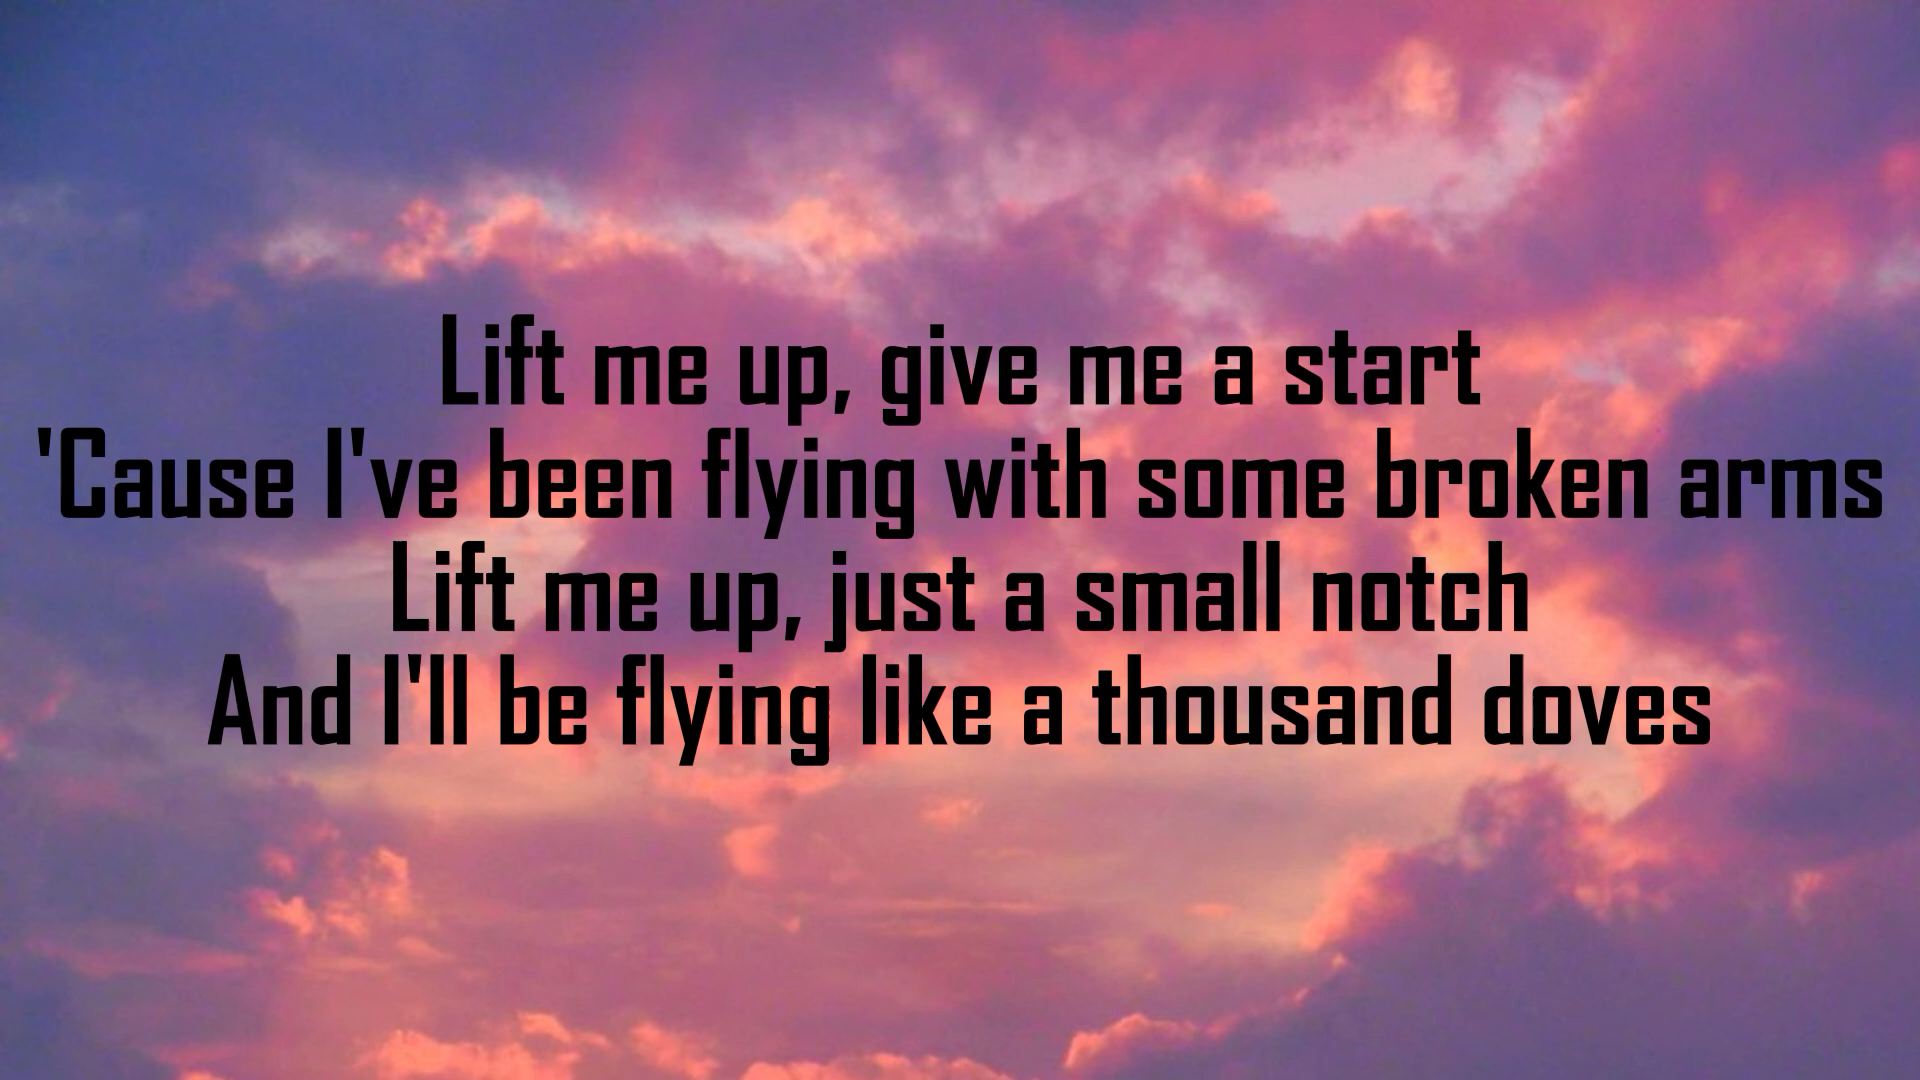 Lift me up, give me a start
'Cause I've been flying with some broken arms
Lift me up, just a small notch
And I'll be flying like a thousand doves